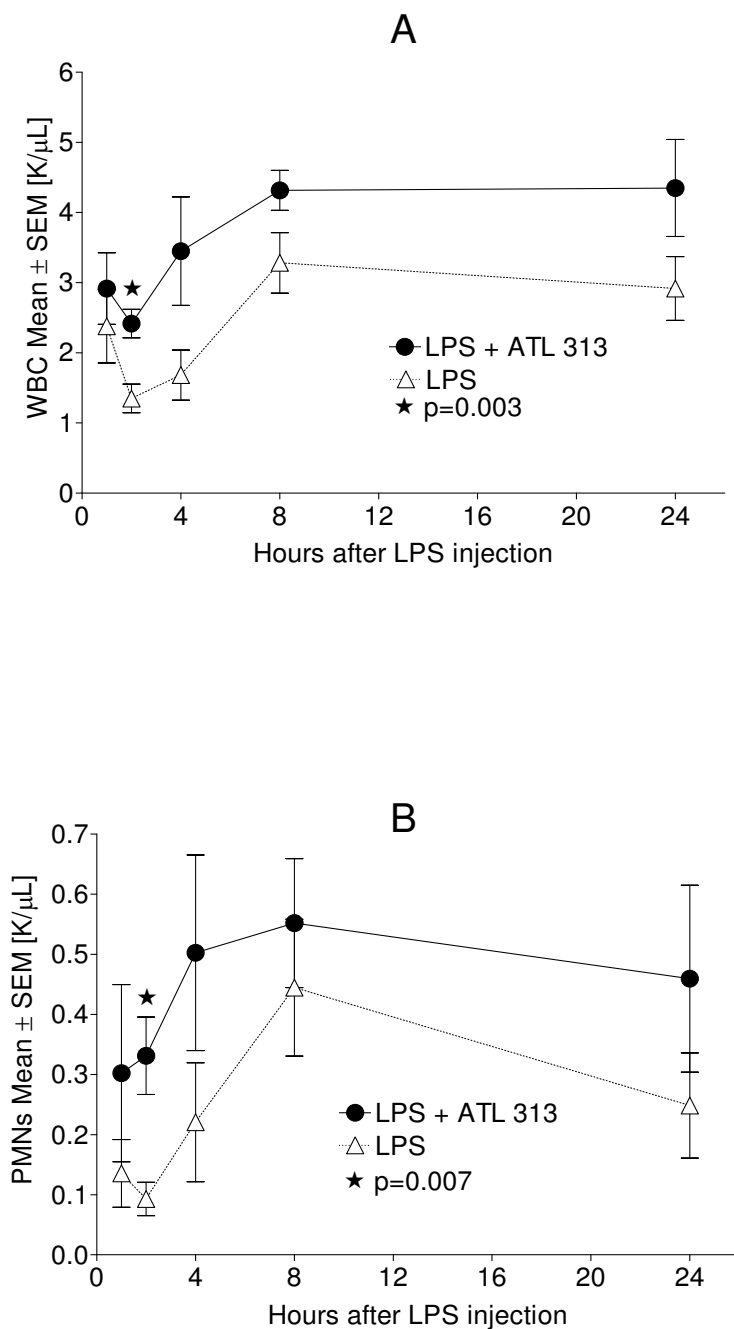 A
WBC Mean ± SEM [K/μL]
6
5
4
3
2
1
0
LPS + ATL 313
LPS
★ p=0.003
0 4 8 12 16 20 24
Hours after LPS injection
B
PMNs Mean ± SEM [K/μL]
0.7
0.6
0.5
0.4
0.3
0.2
0.1
0.0
LPS + ATL 313
LPS
★ p=0.007
0 4 8 12 16 20 24
Hours after LPS injection